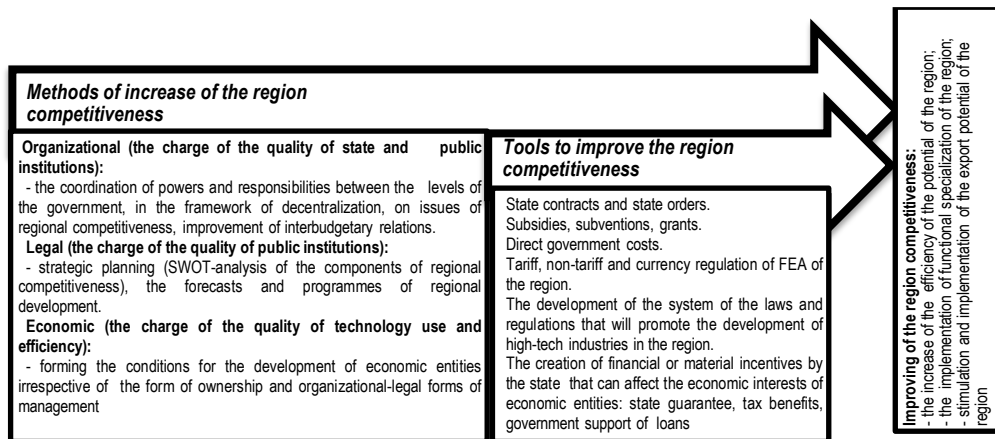 Methods of increase of the region
competitiveness
Organizational (the charge of the quality of state and public
institutions):
- the coordination of powers and responsibilities between the levels
of the government, in the framework of decentralization, on issues of
regional competitiveness, improvement of interbudgetary relations.
Legal (the charge of the quality of public institutions):
- strategic planning (SWOT-analysis of the components of regional
competitiveness), the forecasts and programmes of regional
development.
Economic (the charge of the quality of technology use and
efficiency):
- forming the conditions for the development of economic entities
irrespective of the form of ownership and organizational-legal forms of
management
Tools to improve the region
competitiveness
State contracts and state orders.
Subsidies, subventions, grants.
Direct government costs.
Tariff, non-tariff and currency regulation of FEA of
the region.
The development of the system of the laws and
regulations that will promote the development of
high-tech industries in the region.
The creation of financial or material incentives by
the state that can affect the economic interests of
economic entities: state guarantee, tax benefits,
government support of loans
Improving of the region competitiveness:
- the increase of the efficiency of the potential of the region;
- the implementation of functional specialization of the region;
- stimulation and implementation of the export potential of the
region